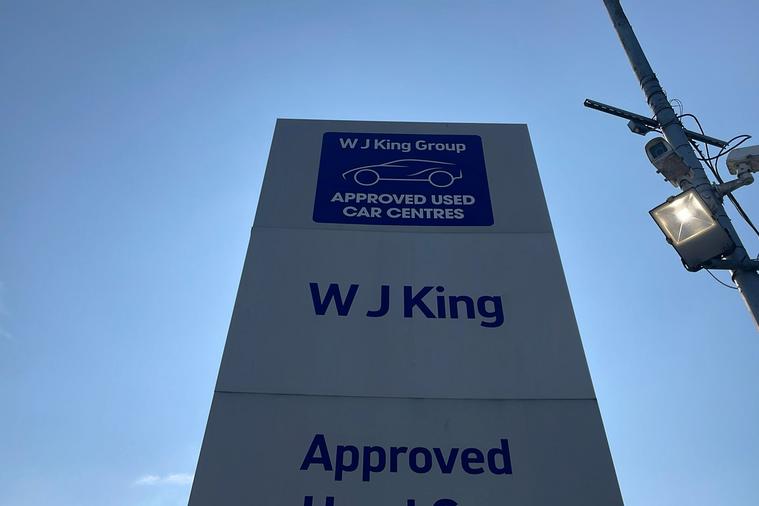 W J King Group
APPROVED USED
CAR CENTRES
W J King
Approved